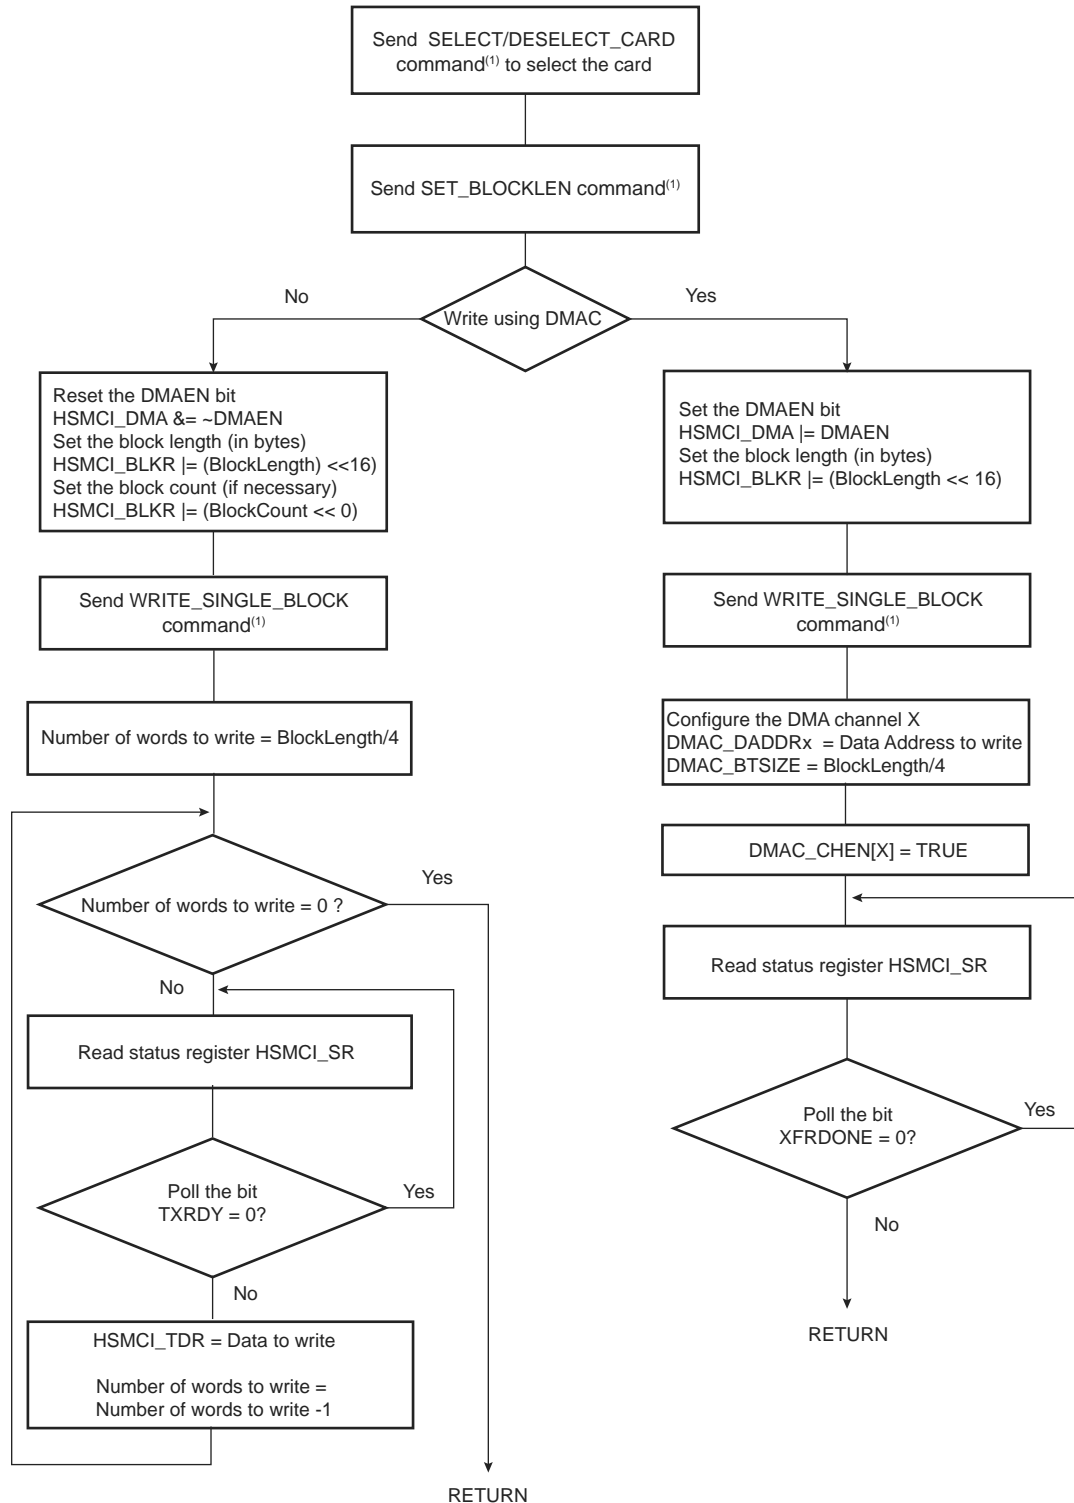 Send SELECT/DESELECT_CARD
command(1) to select the card
Send SET_BLOCKLEN command(1)
No
Yes
Write using DMAC
Reset the DMAEN bit
HSMCI_DMA &= ~DMAEN
Set the block length (in bytes)
HSMCI_BLKR |= (BlockLength) <<16)
Set the block count (if necessary)
HSMCI_BLKR |= (BlockCount << 0)
Send WRITE_SINGLE_BLOCK
command(1)
Number of words to write = BlockLength/4
Number of words to write = 0 ?
Yes
No
Read status register HSMCI_SR
Poll the bit
TXRDY = 0?
Yes
No
HSMCI_TDR = Data to write
Number of words to write =
Number of words to write -1
RETURN
Set the DMAEN bit
HSMCI_DMA |= DMAEN
Set the block length (in bytes)
HSMCI_BLKR |= (BlockLength << 16)
Send WRITE_SINGLE_BLOCK
command(1)
Configure the DMA channel X
DMAC_DADDRx = Data Address to write
DMAC_BTSIZE = BlockLength/4
DMAC_CHEN[X] = TRUE
Read status register HSMCI_SR
Poll the bit
XFRDONE = 0?
Yes
No
RETURN